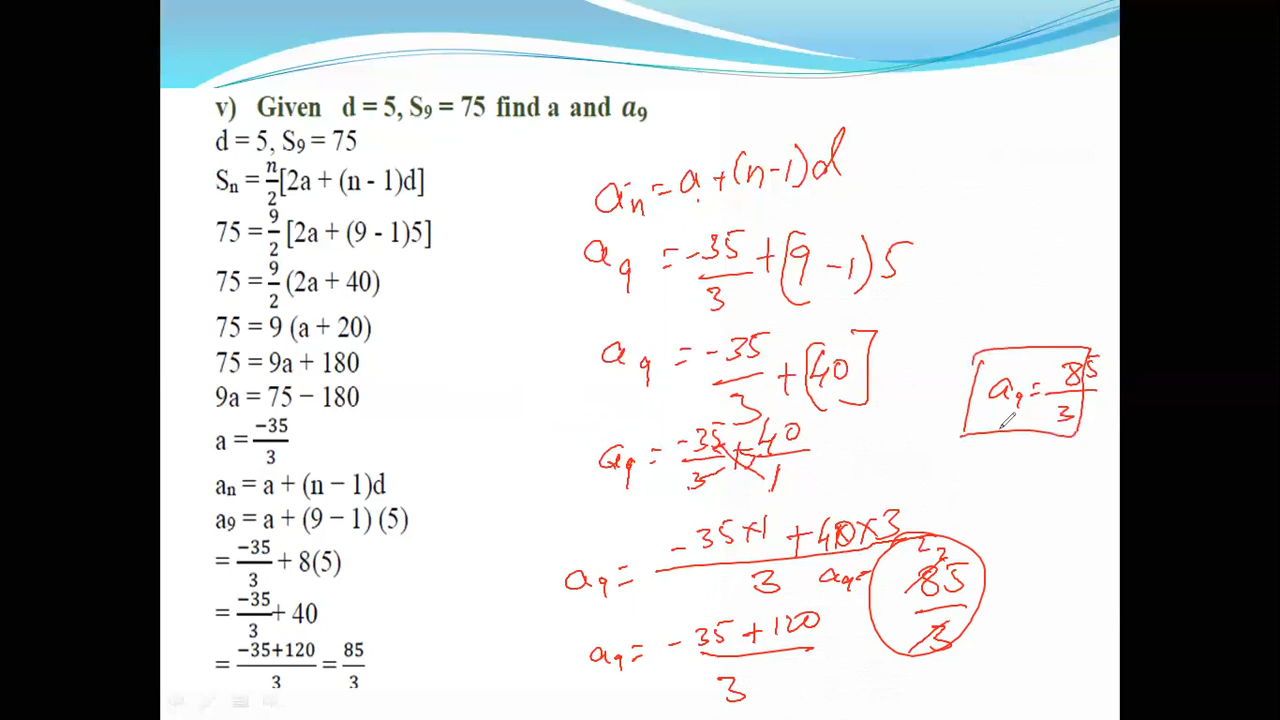 v) Given d = 5, S₉ = 75 find a and a₉
d = 5, S₉ = 75
Sₙ = n/2[2a + (n - 1)d]
75 = 9/2 [2a + (9 - 1)5]
75 = 9/2 (2a + 40)
75 = 9 (a + 20)
75 = 9a + 180
9a = 75 − 180
a = −35/3
aₙ = a + (n − 1)d
a₉ = a + (9 − 1) (5)
= −35/3 + 8(5)
= −35/3 + 40
= −35+120/3 = 85/3
aₙ = a + (n-1)d
a₉ = -35/3 + (9 -1) 5
a₉ = -35/3 + [40]
a₉ = -35/3 + 40/1
a₉ = -35×1 + 40×3/3
a₉ = 85/3
a₉ = -35 + 120/3
a₉ = 85/3